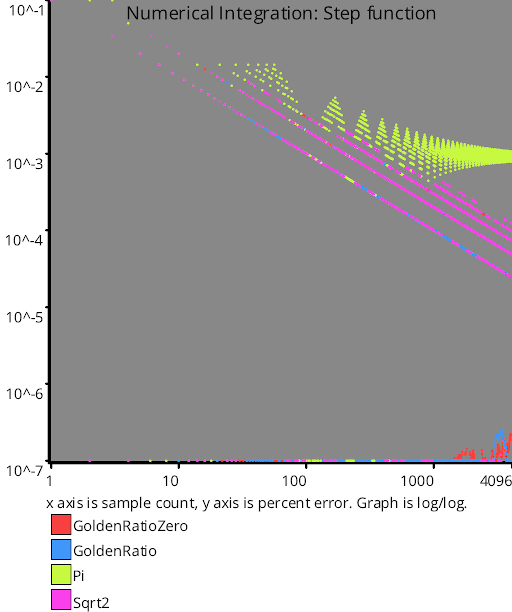 Numerical Integration: Step function
10^-1
10^-2
10^-3
10^-4
10^-5
10^-6
10^-7
1 10 100 1000 4096
x axis is sample count, y axis is percent error. Graph is log/log.
GoldenRatioZero
GoldenRatio
Pi
Sqrt2